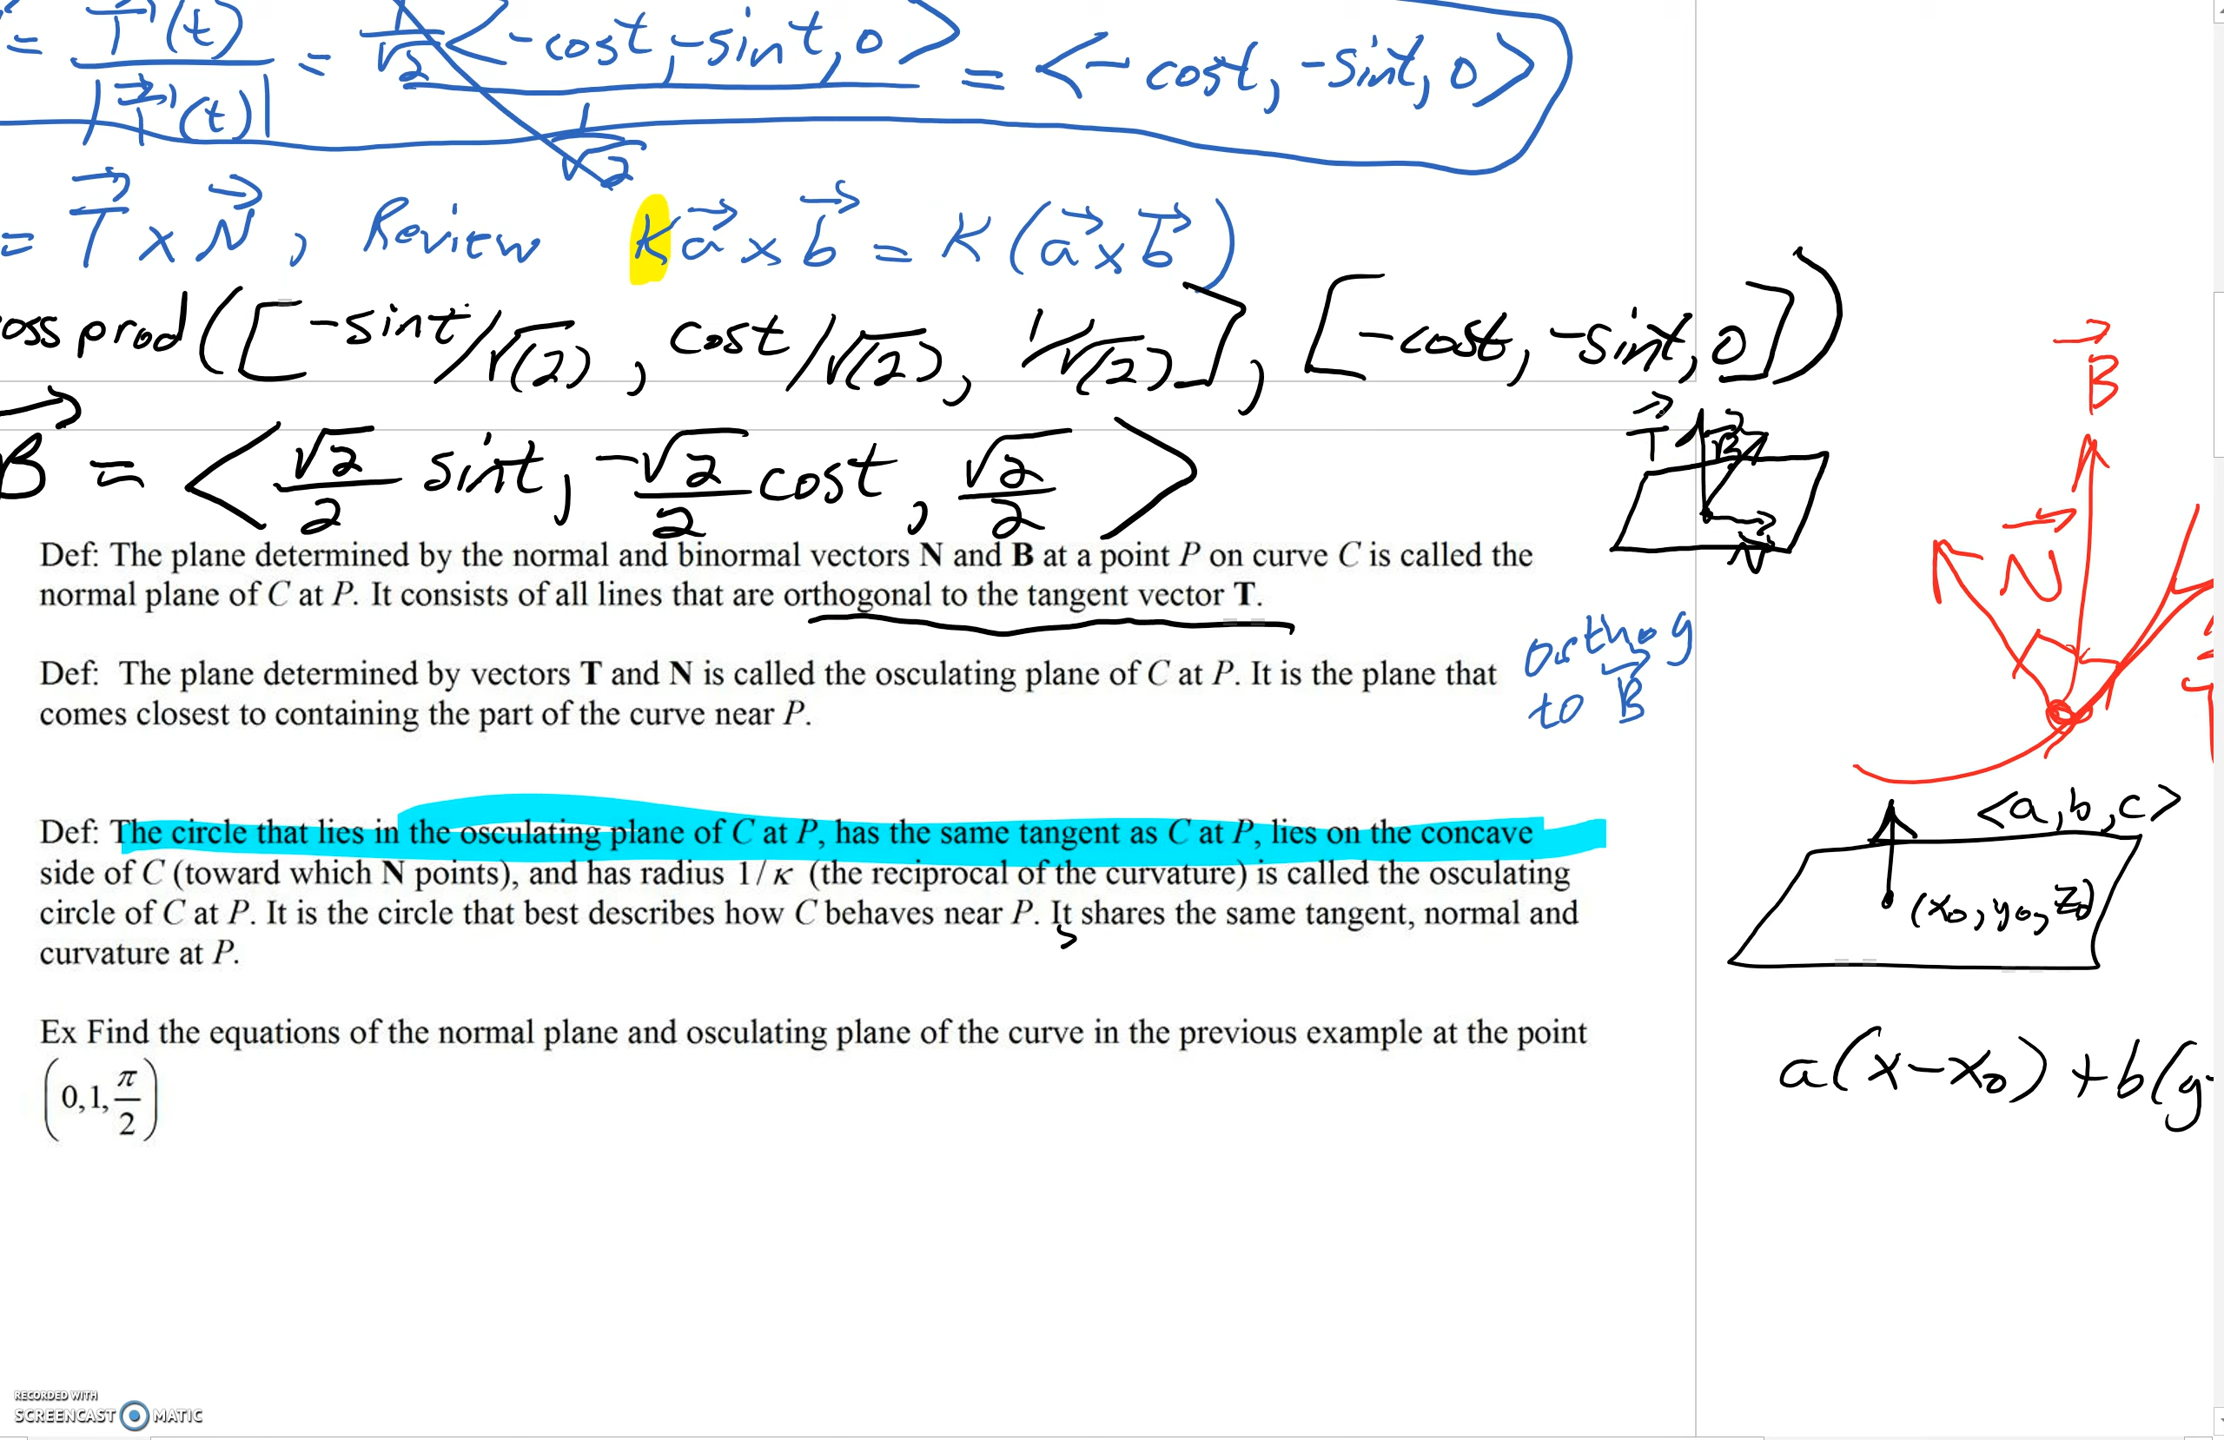 = T'(t) / |T'(t)| = 1/√2 <-cost, -sint, 0> / 1/√2 = <-cost, -sint, 0>
= T × N, Review K a × b = K (a × b)
oss prod([-sint/√(2), cost/√(2), 1/√(2)], [-cost, -sint, 0])
B = <√2/2 sint, -√2/2 cost, √2/2>
T B N
B
N
Def: The plane determined by the normal and binormal vectors N and B at a point P on curve C is called the
normal plane of C at P. It consists of all lines that are orthogonal to the tangent vector T.
Def: The plane determined by vectors T and N is called the osculating plane of C at P. It is the plane that
comes closest to containing the part of the curve near P.
orthog
to B
Def: The circle that lies in the osculating plane of C at P, has the same tangent as C at P, lies on the concave
side of C (toward which N points), and has radius 1/κ (the reciprocal of the curvature) is called the osculating
circle of C at P. It is the circle that best describes how C behaves near P. It shares the same tangent, normal and
curvature at P.
<a, b, c>
(x₀, y₀, z₀)
Ex Find the equations of the normal plane and osculating plane of the curve in the previous example at the point
(0,1,π/2)
a(x-x₀) + b(y-
RECORDED WITH
SCREENCAST MATIC